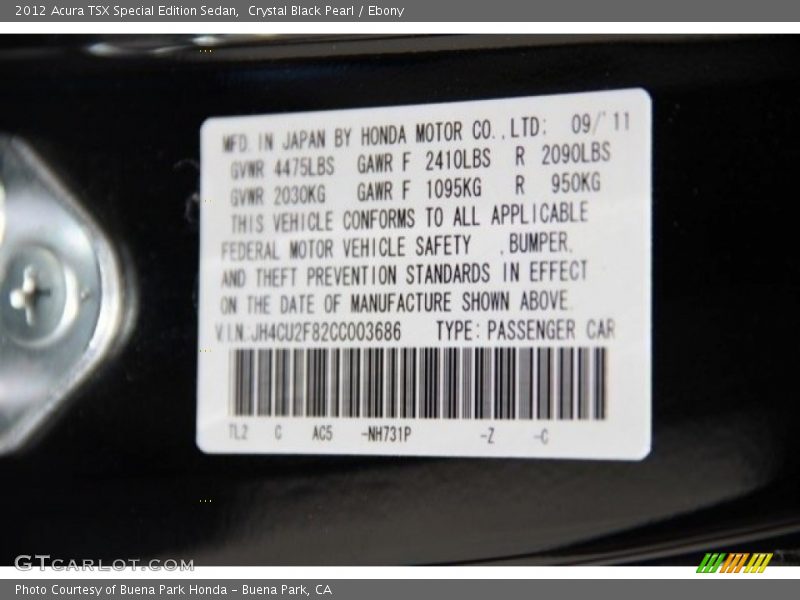 2012 Acura TSX Special Edition Sedan, Crystal Black Pearl / Ebony
MFD. IN JAPAN BY HONDA MOTOR CO., LTD: 09/'11
GVWR 4475LBS GAWR F 2410LBS R 2090LBS
GVWR 2030KG GAWR F 1095KG R 950KG
THIS VEHICLE CONFORMS TO ALL APPLICABLE
FEDERAL MOTOR VEHICLE SAFETY ,BUMPER,
AND THEFT PREVENTION STANDARDS IN EFFECT
ON THE DATE OF MANUFACTURE SHOWN ABOVE.
V.I.N:JH4CU2F82CC003686 TYPE: PASSENGER CAR
TL2 C AC5 -NH731P -Z -C
GTCARLOT.COM
Photo Courtesy of Buena Park Honda - Buena Park, CA